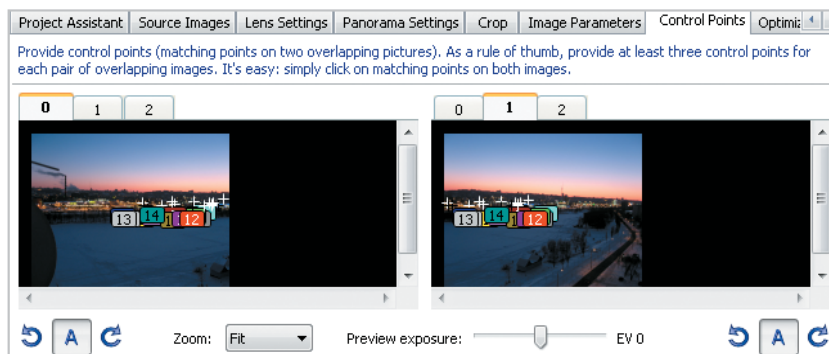 Project Assistant Source Images Lens Settings Panorama Settings Crop Image Parameters Control Points
Provide control points (matching points on two overlapping pictures). As a rule of thumb, provide at least three control points for
each pair of overlapping images. It's easy: simply click on matching points on both images.
0 1 2 0 1 2
13 14 12 13 14 12
A Zoom: Fit Preview exposure: EV 0 A